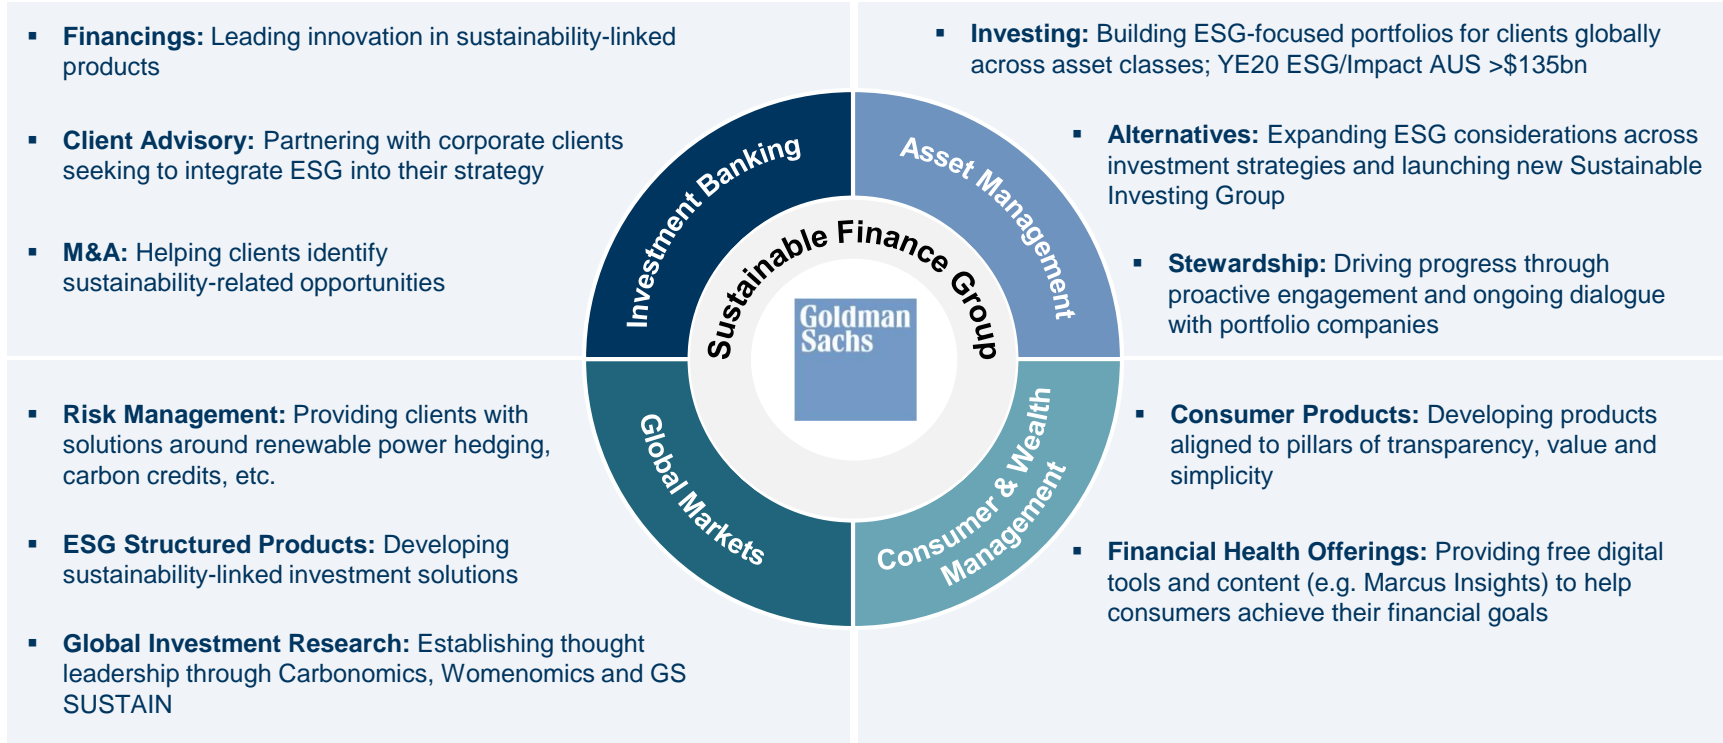 ▪ Financings: Leading innovation in sustainability-linked
products
▪ Client Advisory: Partnering with corporate clients
seeking to integrate ESG into their strategy
▪ M&A: Helping clients identify
sustainability-related opportunities
▪ Investing: Building ESG-focused portfolios for clients globally
across asset classes; YE20 ESG/Impact AUS >$135bn
▪ Alternatives: Expanding ESG considerations across
investment strategies and launching new Sustainable
Investing Group
▪ Stewardship: Driving progress through
proactive engagement and ongoing dialogue
with portfolio companies
Investment Banking
Asset Management
Sustainable Finance Group
Goldman
Sachs
Global Markets
Consumer & Wealth
Management
▪ Risk Management: Providing clients with
solutions around renewable power hedging,
carbon credits, etc.
▪ ESG Structured Products: Developing
sustainability-linked investment solutions
▪ Global Investment Research: Establishing thought
leadership through Carbonomics, Womenomics and GS
SUSTAIN
▪ Consumer Products: Developing products
aligned to pillars of transparency, value and
simplicity
▪ Financial Health Offerings: Providing free digital
tools and content (e.g. Marcus Insights) to help
consumers achieve their financial goals